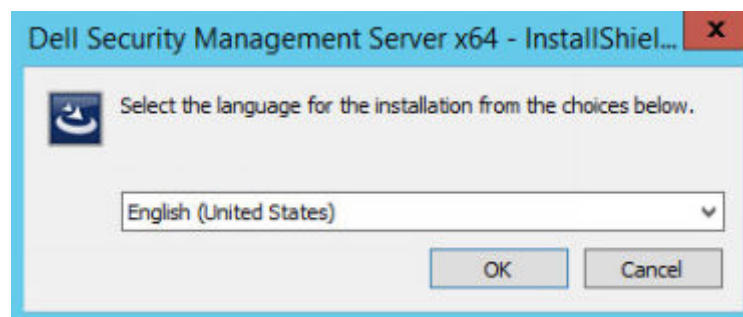 Dell Security Management Server x64 - InstallShiel...
x
Select the language for the installation from the choices below.
English (United States)
OK Cancel